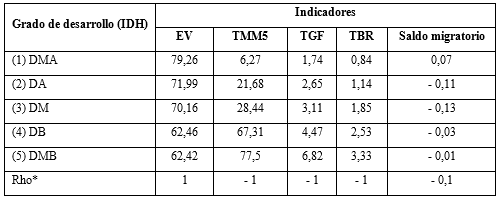 Grado de desarrollo (IDH) Indicadores
EV TMM5 TGF TBR Saldo migratorio
(1) DMA 79,26 6,27 1,74 0,84 0,07
(2) DA 71,99 21,68 2,65 1,14 - 0,11
(3) DM 70,16 28,44 3,11 1,85 - 0,13
(4) DB 62,46 67,31 4,47 2,53 - 0,03
(5) DMB 62,42 77,5 6,82 3,33 - 0,01
Rho* 1 - 1 - 1 - 1 - 0,1